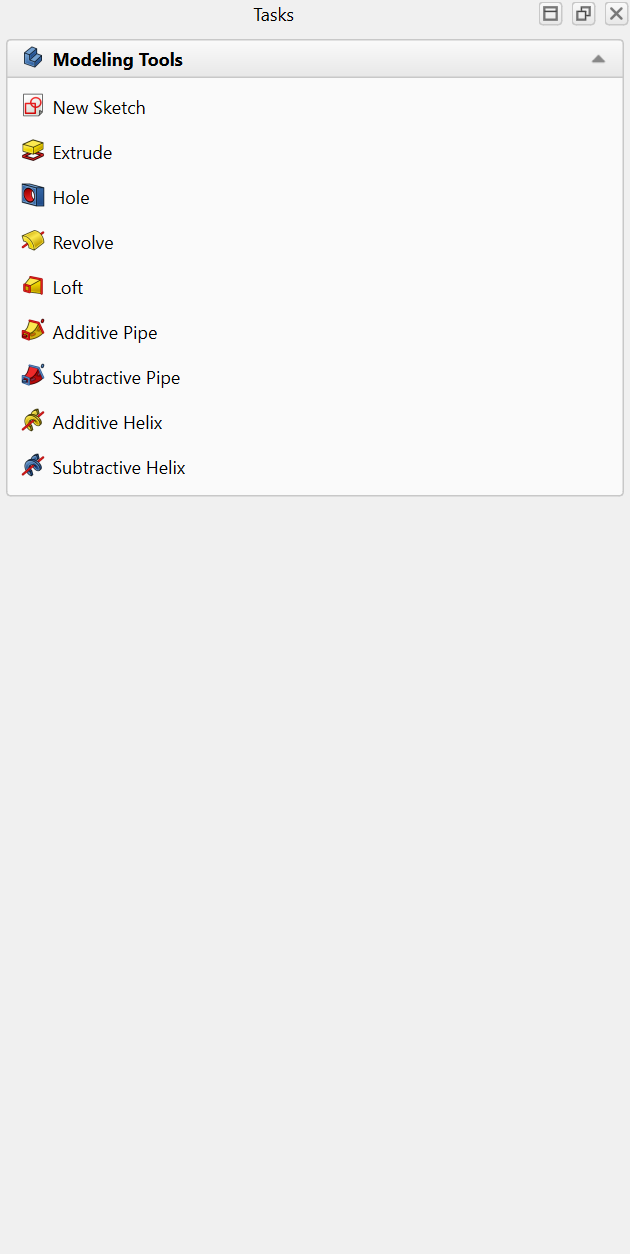 Tasks
Modeling Tools
New Sketch
Extrude
Hole
Revolve
Loft
Additive Pipe
Subtractive Pipe
Additive Helix
Subtractive Helix